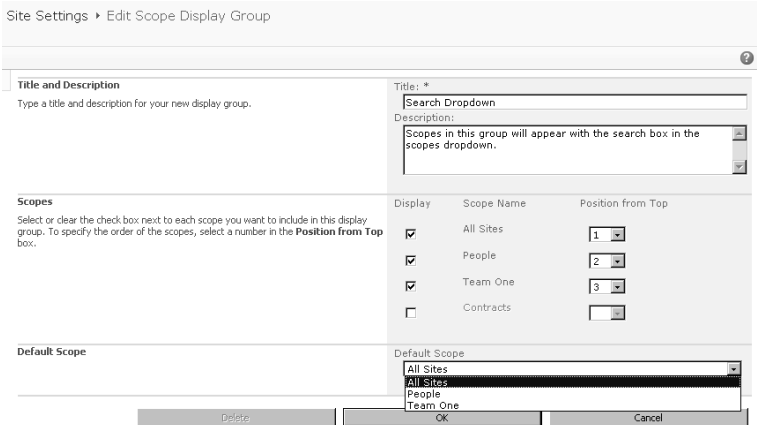 Site Settings ▸ Edit Scope Display Group
Title and Description
Type a title and description for your new display group.
Title: *
Search Dropdown
Description:
Scopes in this group will appear with the search box in the
scopes dropdown.
Scopes
Select or clear the check box next to each scope you want to include in this display
group. To specify the order of the scopes, select a number in the Position from Top
box.
Display Scope Name Position from Top
All Sites 1
People 2
Team One 3
Contracts
Default Scope
Default Scope
All Sites
All Sites
People
Team One
Delete OK Cancel